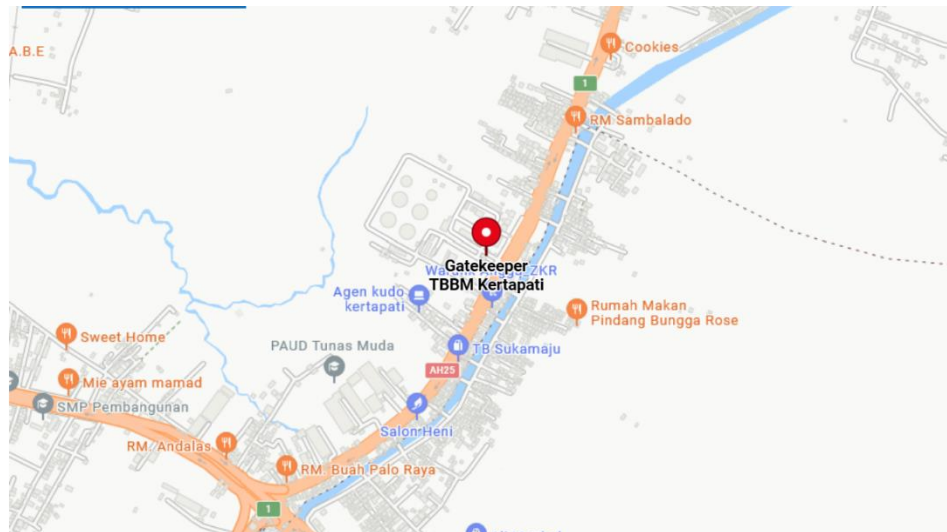 Cookies
A.B.E
1
RM Sambalado
Gatekeeper
TBBM Kertapati
Agen kudo
kertapati
Rumah Makan
Pindang Bungga Rose
Sweet Home
PAUD Tunas Muda
TB Sukamaju
AH25
Mie ayam mamad
SMP Pembangunan
Salon Heni
RM. Andalas
RM. Buah Palo Raya
1